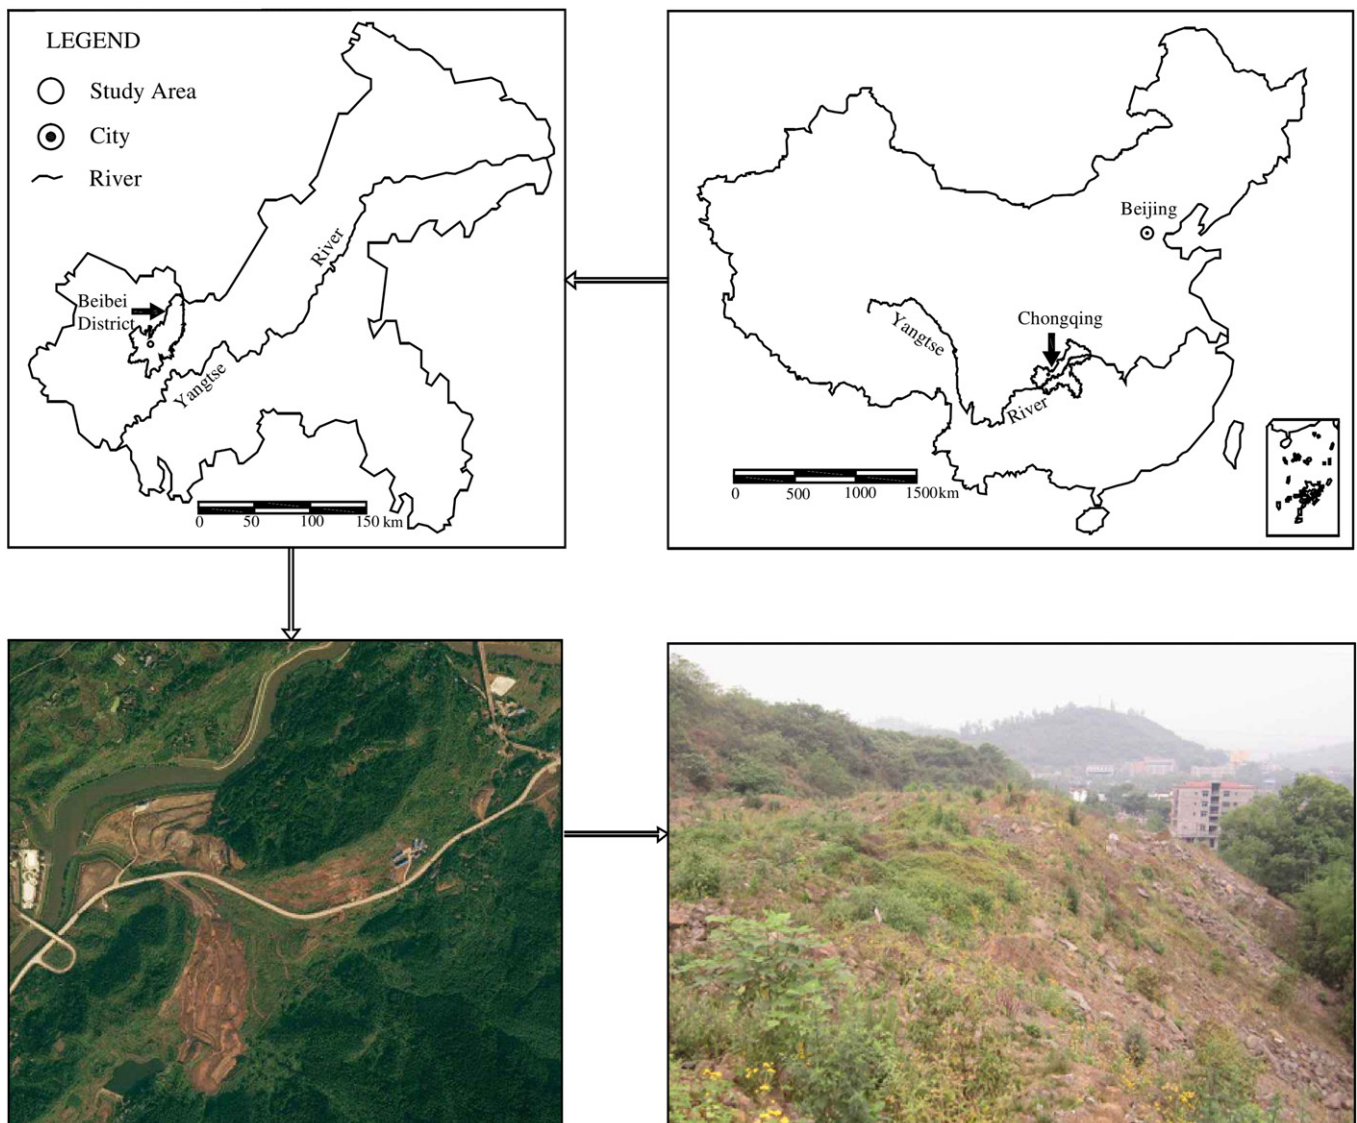 LEGEND
Study Area
City
River
River
Beibei
District
Yangtse
0 50 100 150 km
Beijing
Yangtse
Chongqing
River
0 500 1000 1500km